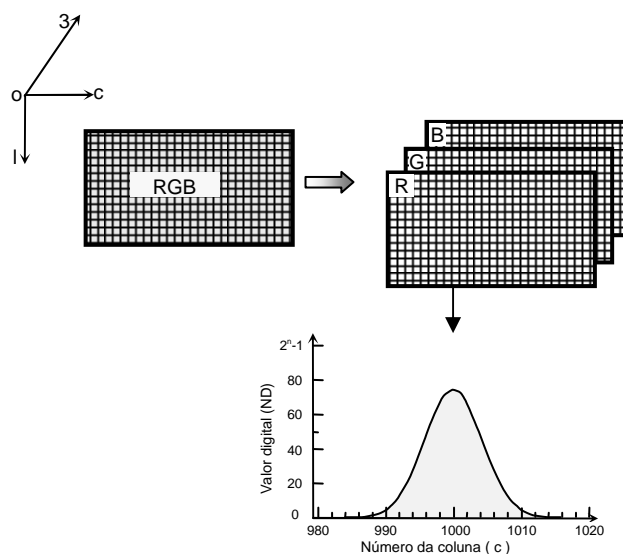 3
o
c
l
RGB
B
G
R
2ⁿ-1
80
60
40
20
0
Valor digital (ND)
980 990 1000 1010 1020
Número da coluna ( c )